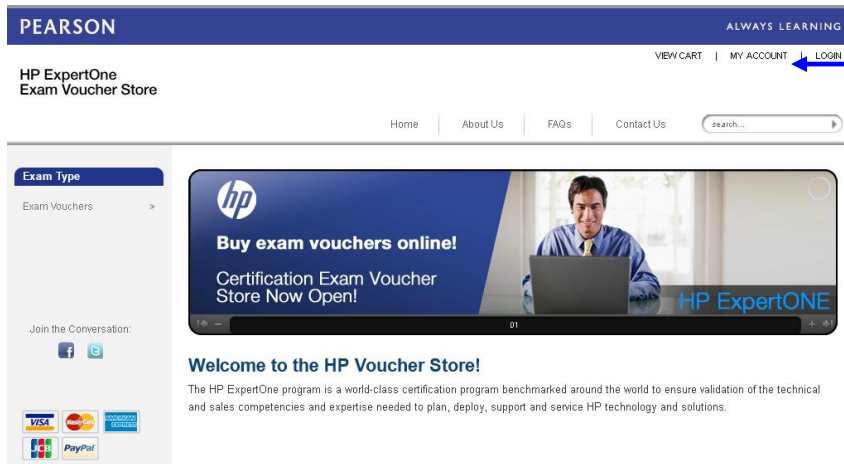 PEARSON
ALWAYS LEARNING
VIEW CART | MY ACCOUNT | LOGIN
HP ExpertOne
Exam Voucher Store
Home
About Us
FAQs
Contact Us
search...
Exam Type
Exam Vouchers >
hp
Buy exam vouchers online!
Certification Exam Voucher
Store Now Open!
HP ExpertONE
01
Join the Conversation:
Welcome to the HP Voucher Store!
The HP ExpertOne program is a world-class certification program benchmarked around the world to ensure validation of the technical
and sales competencies and expertise needed to plan, deploy, support and service HP technology and solutions.
VISA
MasterCard
AMERICAN EXPRESS
JCB
PayPal